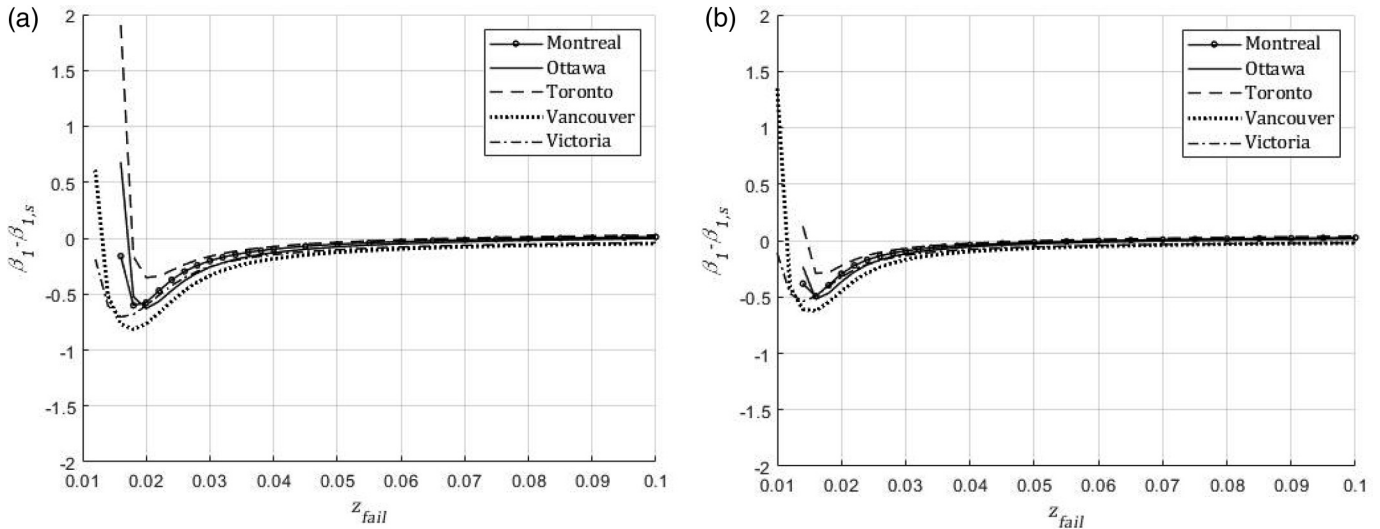 (a)
2
1.5
1
0.5
0
-0.5
-1
-1.5
-2
β1-β1,s
0.01 0.02 0.03 0.04 0.05 0.06 0.07 0.08 0.09 0.1
zfail
Montreal
Ottawa
Toronto
Vancouver
Victoria
(b)
2
1.5
1
0.5
0
-0.5
-1
-1.5
-2
β1-β1,s
0.01 0.02 0.03 0.04 0.05 0.06 0.07 0.08 0.09 0.1
zfail
Montreal
Ottawa
Toronto
Vancouver
Victoria